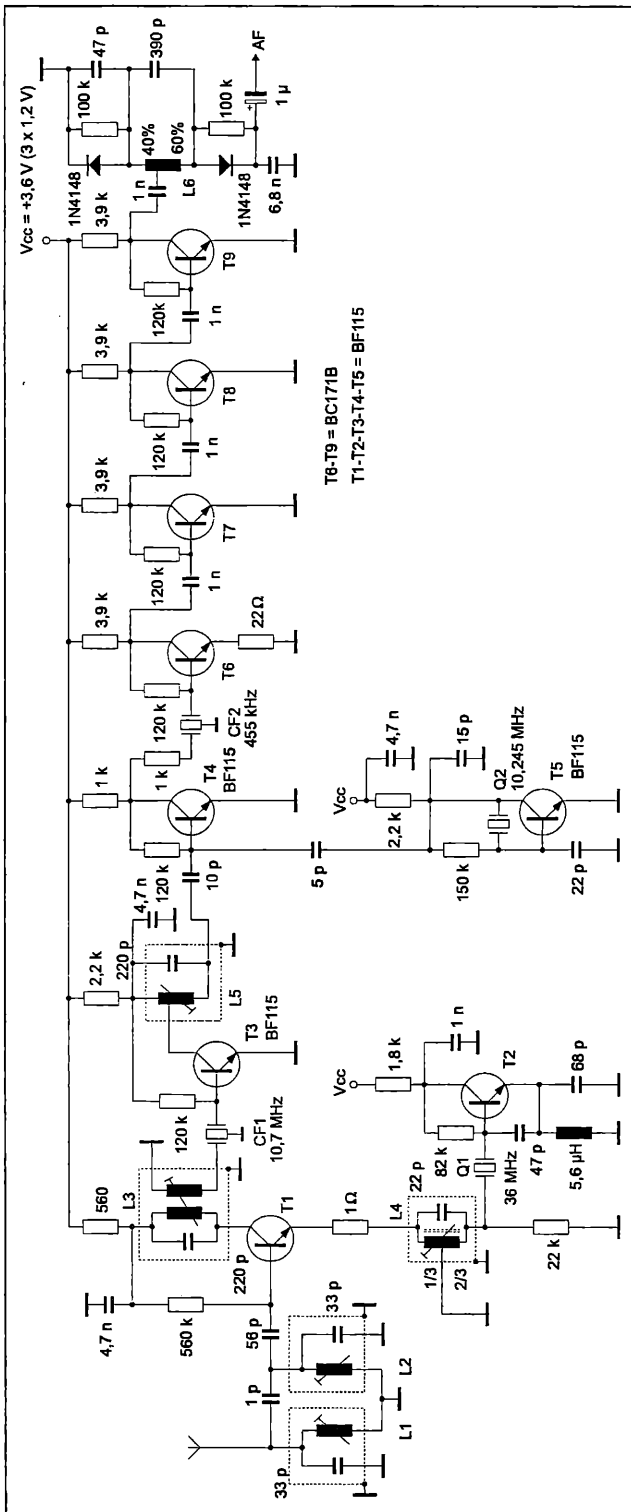 Vcc = +3,6 V (3 x 1,2 V)
4,7 n
560
560 k
L3
220 p
120 k
CF1
10,7 MHz
T3
BF115
2,2 k
4,7 n
220 p
L5
120 k
10 p
1 k
1 k
T4
BF115
CF2
455 kHz
120 k
3,9 k
T6
22 Ω
1 n
120 k
3,9 k
T7
1 n
120 k
3,9 k
T8
1 n
120k
3,9 k
T9
1 n
L6
40%
60%
1N4148
1N4148
100 k
47 p
390 p
100 k
6,8 n
+
1 µ
AF
T1
56 p
1 p
33 p
33 p
L1
L2
1 Ω
L4
22 p
1/3
2/3
22 k
Q1
36 MHz
82 k
47 p
5,6 µH
Vcc
1,8 k
1 n
T2
68 p
5 p
Vcc
4,7 n
2,2 k
15 p
150 k
Q2
10,245 MHz
22 p
T5
BF115
T6-T9 = BC171B
T1-T2-T3-T4-T5 = BF115